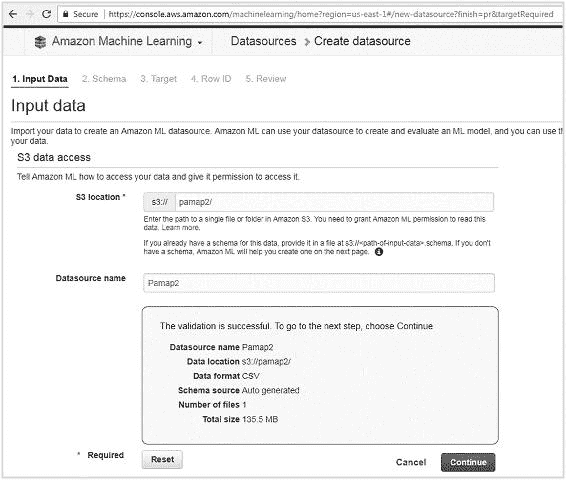 Secure https://console.aws.amazon.com/machinelearning/home?region=us-east-1#/new-datasource?finish=pr&targetRequired
Amazon Machine Learning Datasources > Create datasource
1. Input Data 2. Schema 3. Target 4. Row ID 5. Review
Input data
Import your data to create an Amazon ML datasource. Amazon ML can use your datasource to create and evaluate an ML model, and you can use
your data.
S3 data access
Tell Amazon ML how to access your data and give it permission to access it.
S3 location * s3:// pamap2/
Enter the path to a single file or folder in Amazon S3. You need to grant Amazon ML permission to read this
data. Learn more.
If you already have a schema for this data, provide it in a file at s3://<path-of-input-data>.schema. If you don't
have a schema, Amazon ML will help you create one on the next page.
Datasource name Pamap2
The validation is successful. To go to the next step, choose Continue
Datasource name Pamap2
Data location s3://pamap2/
Data format CSV
Schema source Auto generated
Number of files 1
Total size 135.5 MB
* Required Reset Cancel Continue